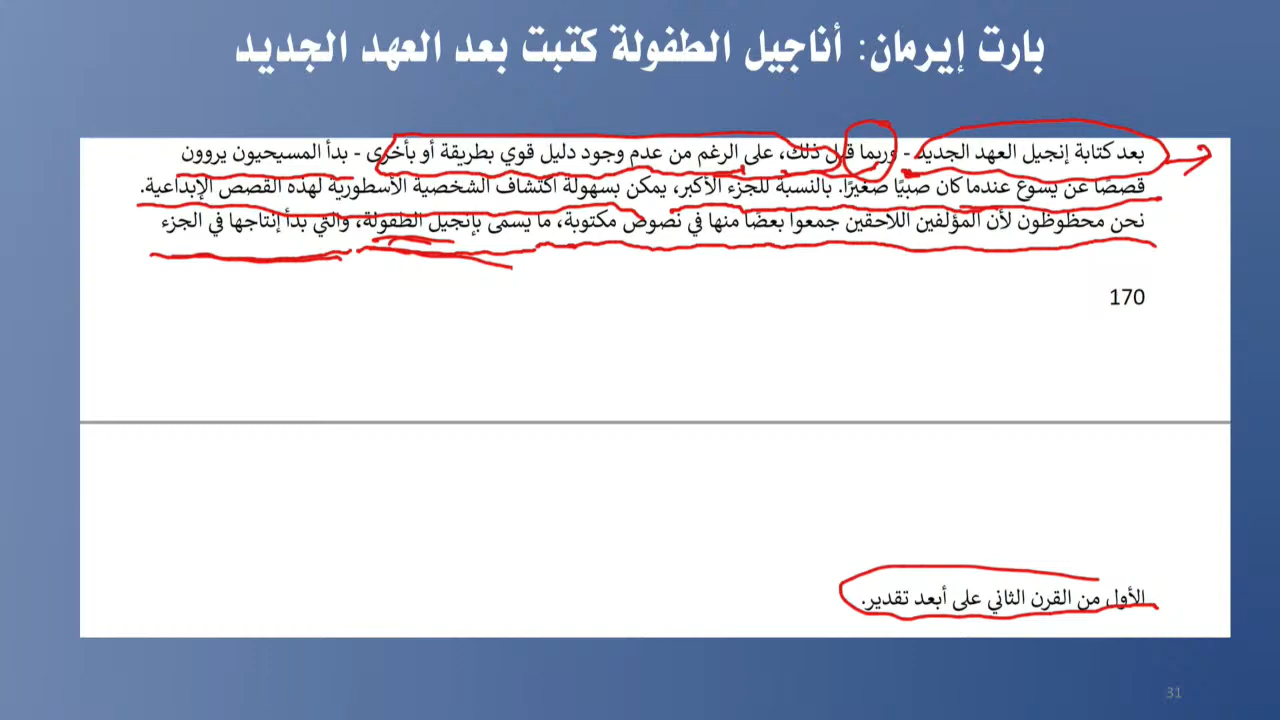 بارت إيرمان: أناجيل الطفولة كتبت بعد العهد الجديد
بعد كتابة إنجيل العهد الجديد - وربما قبل ذلك، على الرغم من عدم وجود دليل قوي بطريقة أو بأخرى - بدأ المسيحيون يروون
قصصًا عن يسوع عندما كان صبيًا صغيرًا. بالنسبة للجزء الأكبر، يمكن بسهولة اكتشاف الشخصية الأسطورية لهذه القصص الإبداعية.
نحن محظوظون لأن المؤلفين اللاحقين جمعوا بعضًا منها في نصوص مكتوبة، ما يسمى بإنجيل الطفولة، والتي بدأ إنتاجها في الجزء
170
الأول من القرن الثاني على أبعد تقدير.
31